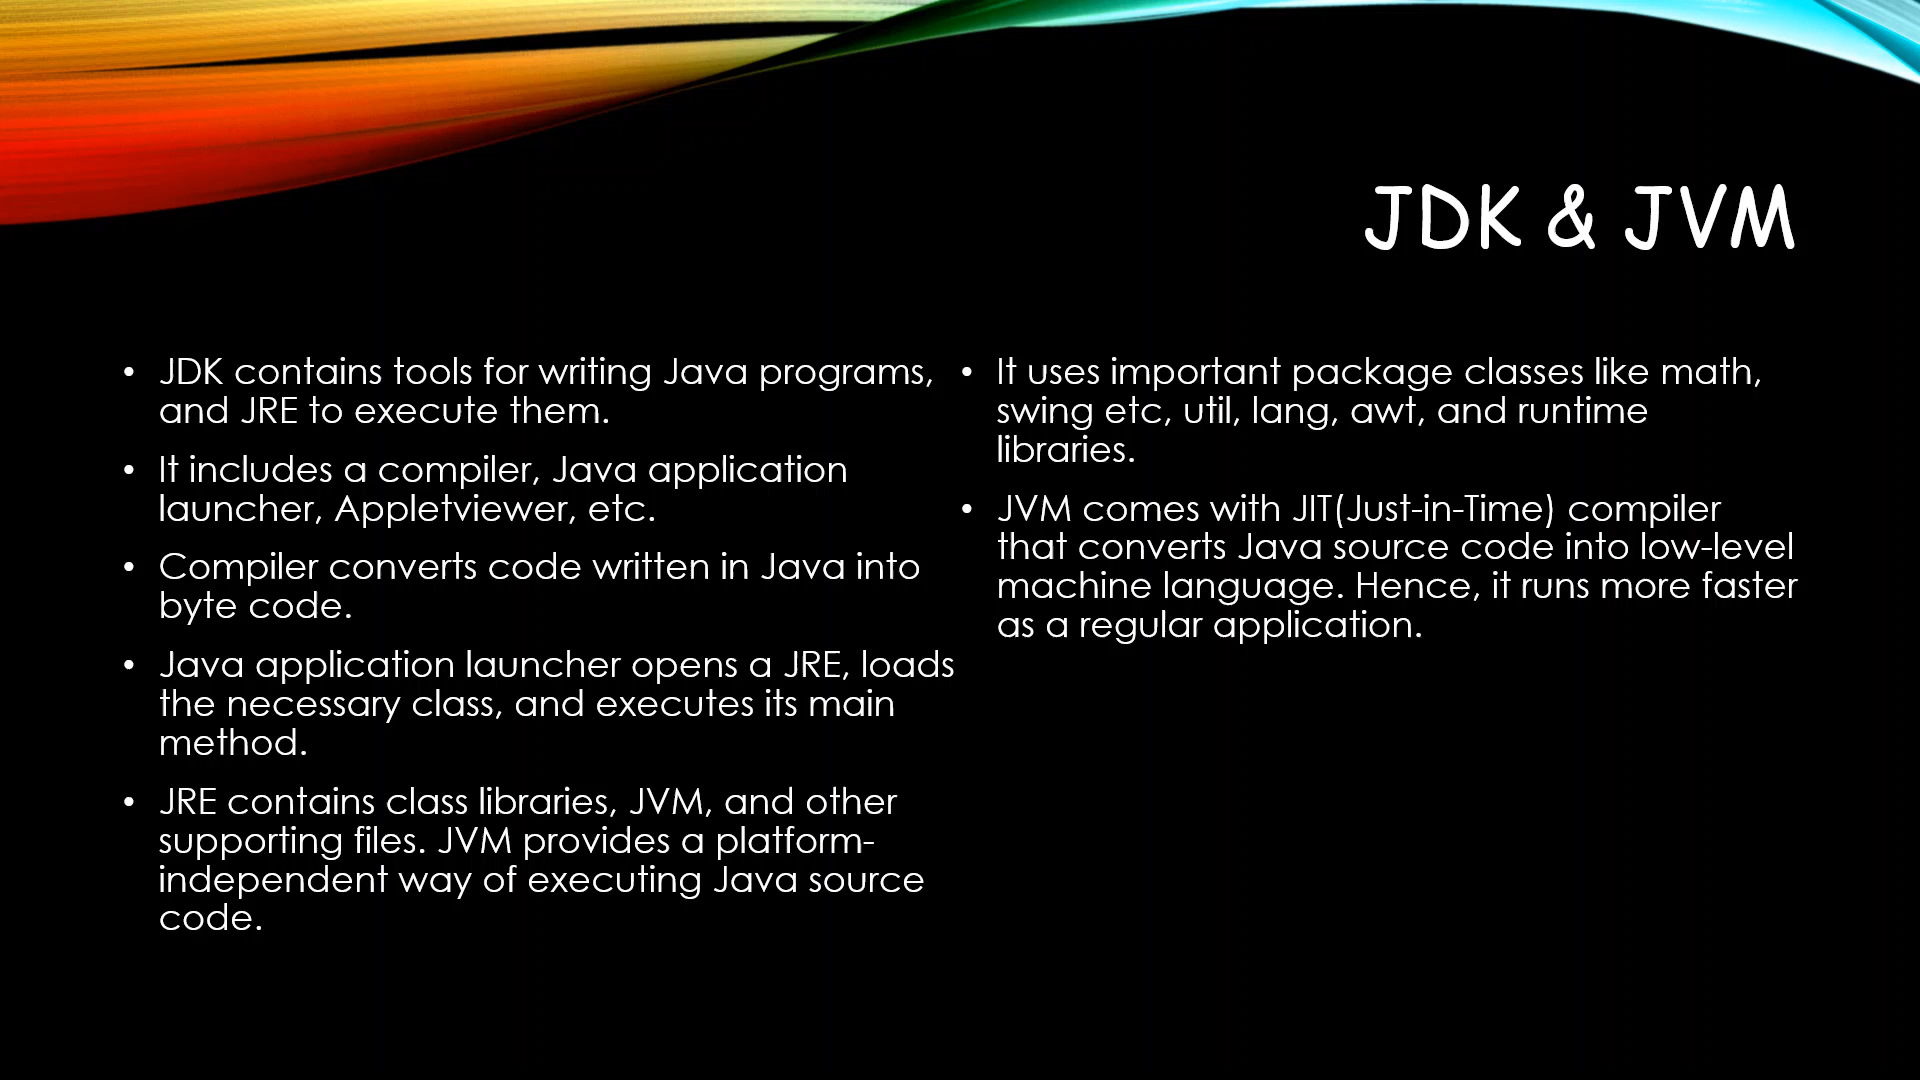 JDK & JVM
• JDK contains tools for writing Java programs,
and JRE to execute them.
• It includes a compiler, Java application
launcher, Appletviewer, etc.
• Compiler converts code written in Java into
byte code.
• Java application launcher opens a JRE, loads
the necessary class, and executes its main
method.
• JRE contains class libraries, JVM, and other
supporting files. JVM provides a platform-
independent way of executing Java source
code.
• It uses important package classes like math,
swing etc, util, lang, awt, and runtime
libraries.
• JVM comes with JIT(Just-in-Time) compiler
that converts Java source code into low-level
machine language. Hence, it runs more faster
as a regular application.